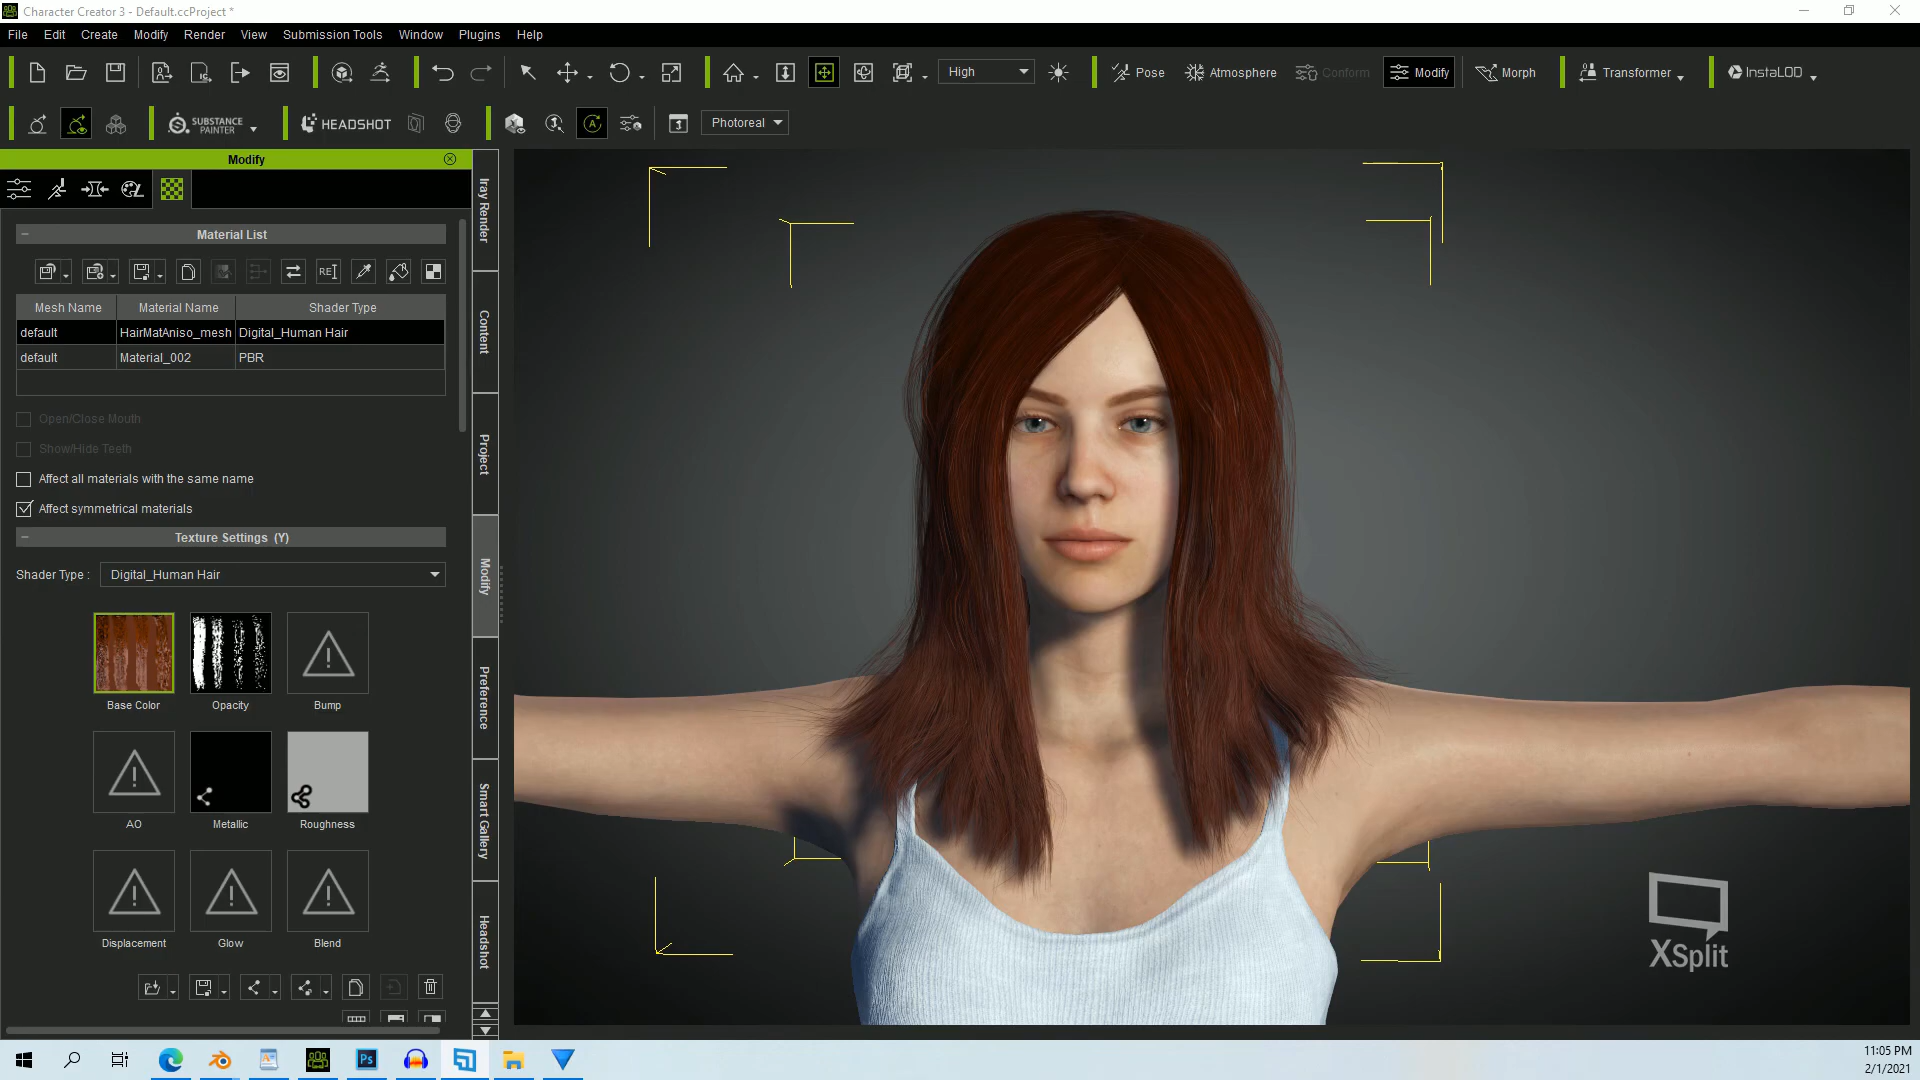 Character Creator 3 - Default.ccProject *
File Edit Create Modify Render View Submission Tools Window Plugins Help
High Pose Atmosphere Conform Modify Morph Transformer InstaLOD
SUBSTANCE PAINTER HEADSHOT Photoreal
Modify
Material List
Mesh Name Material Name Shader Type
default HairMatAniso_mesh Digital_Human Hair
default Material_002 PBR
Open/Close Mouth
Show/Hide Teeth
Affect all materials with the same name
Affect symmetrical materials
Texture Settings (Y)
Shader Type : Digital_Human Hair
Base Color Opacity Bump
AO Metallic Roughness
Displacement Glow Blend
Iray Render
Content
Project
Modify
Preference
Smart Gallery
Headshot
XSplit
Ps
11:05 PM
2/1/2021